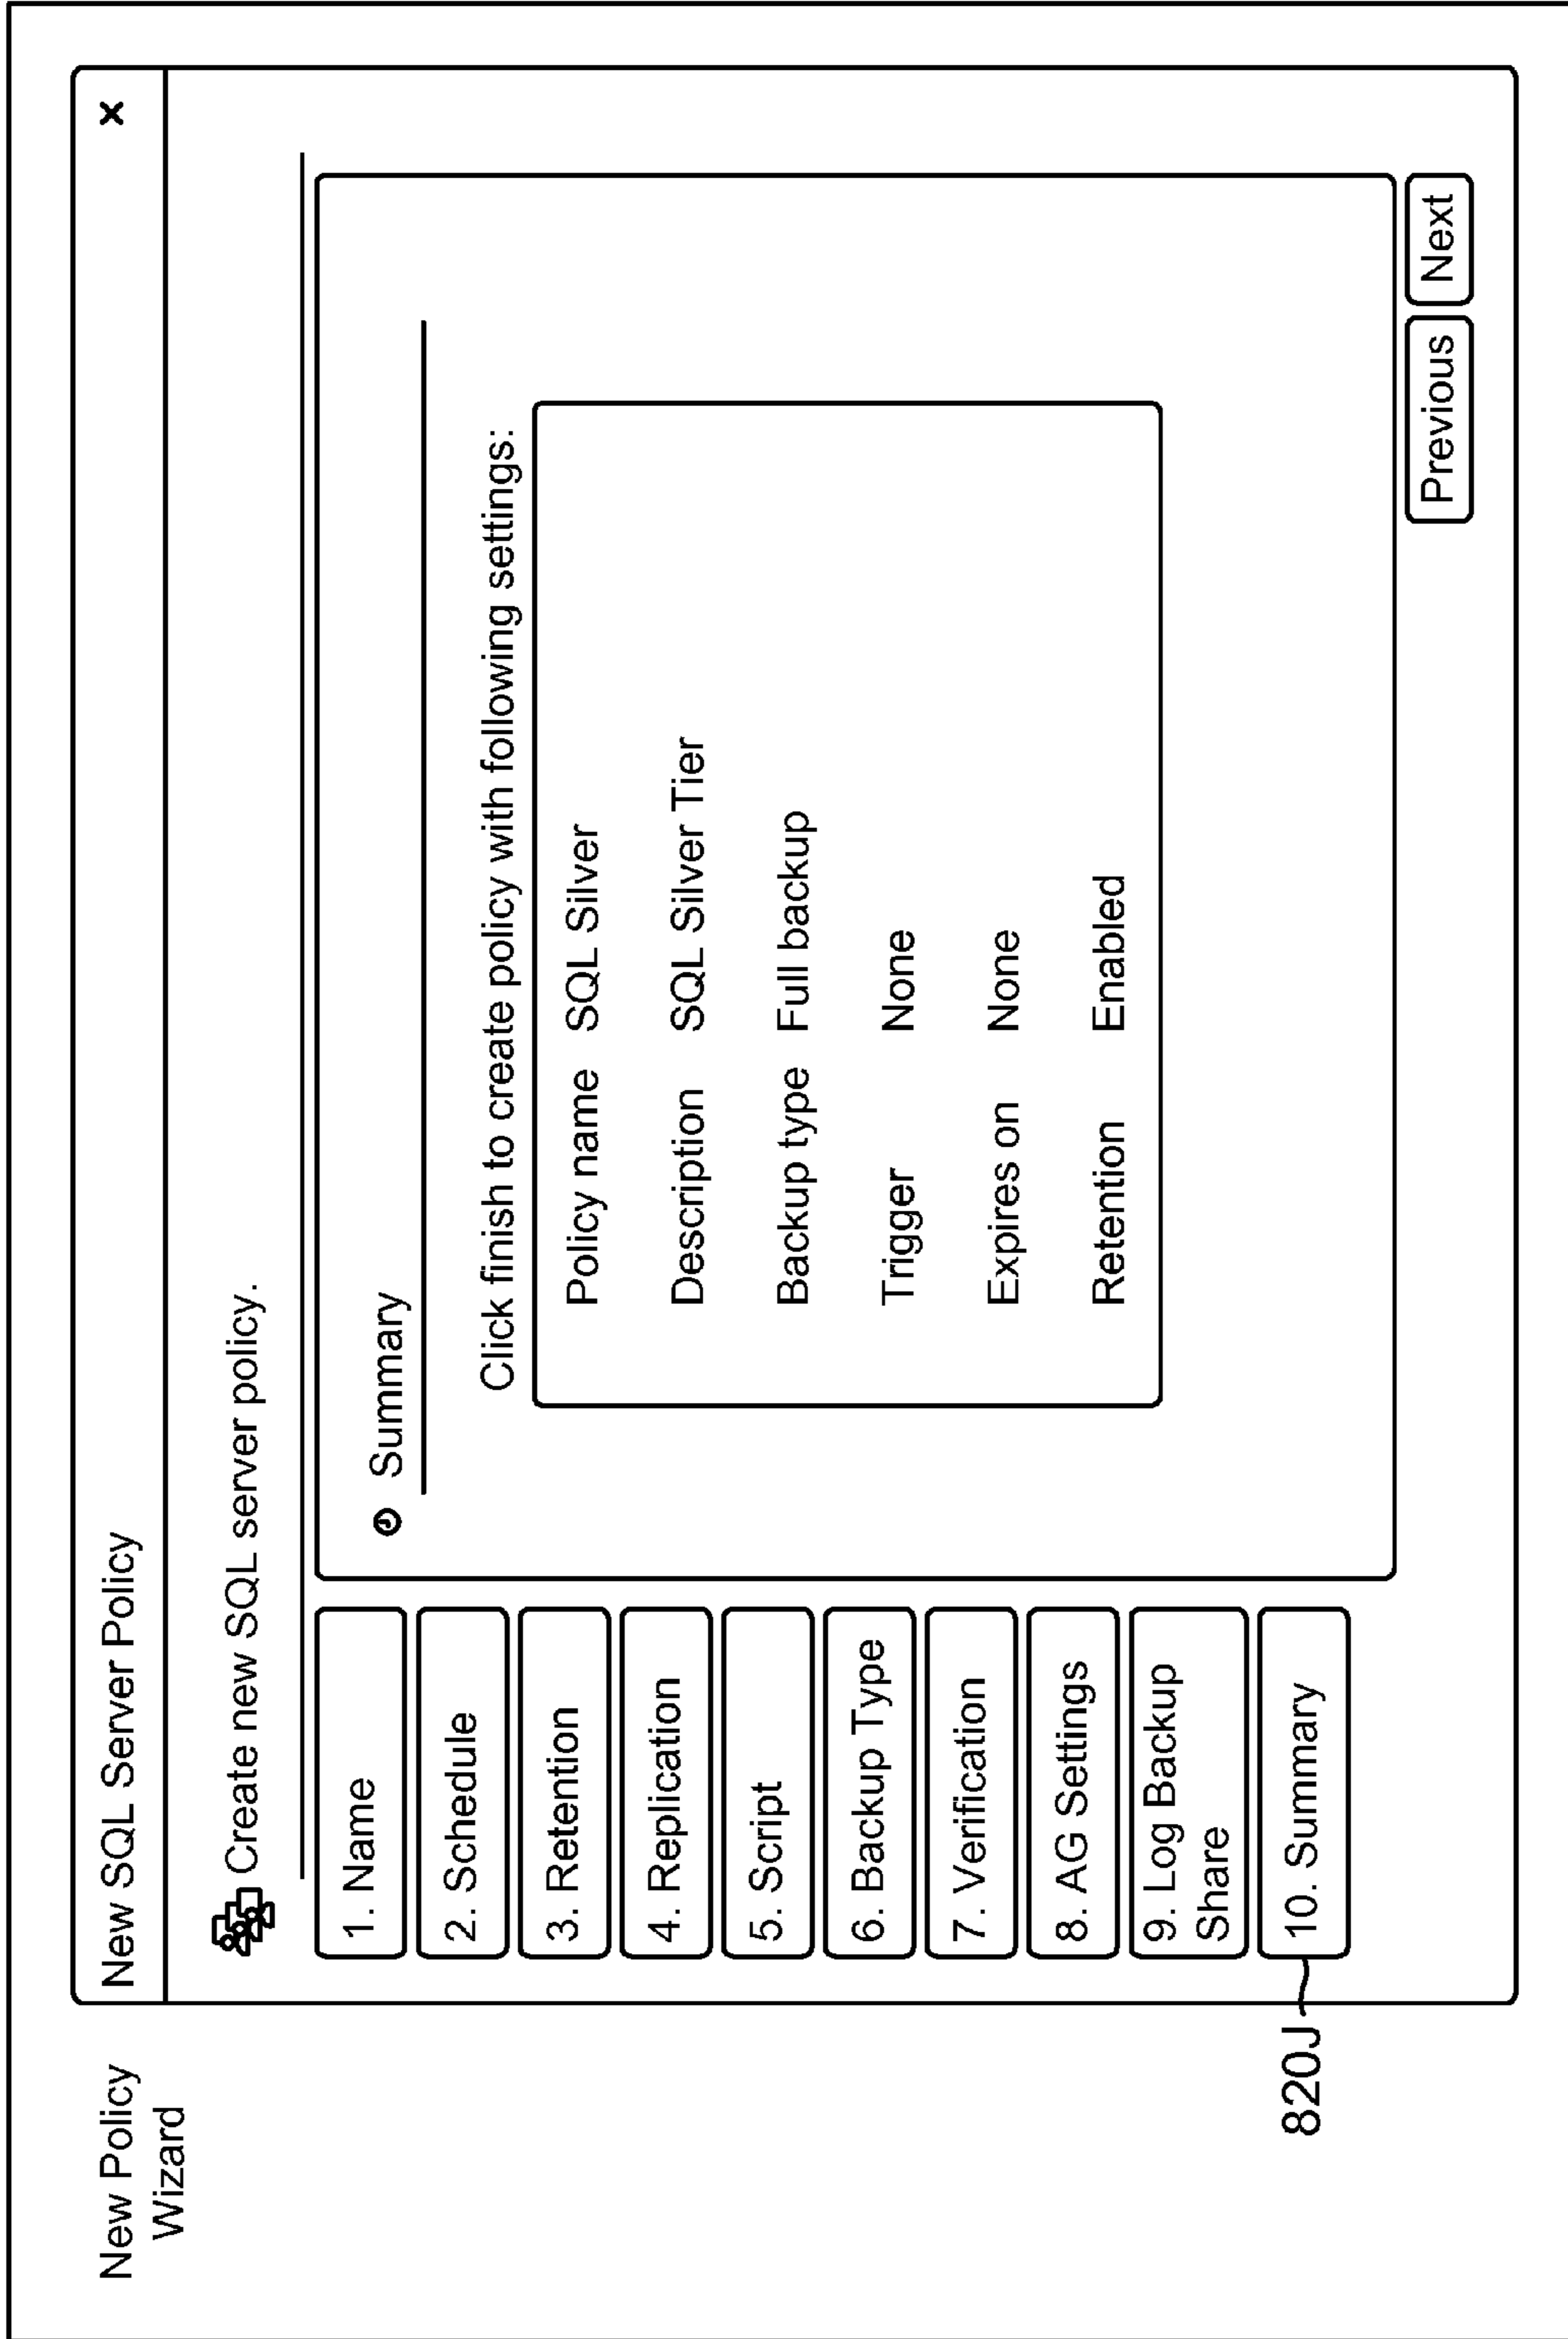 New Policy
Wizard
New SQL Server Policy
x
Create new SQL server policy.
1. Name
2. Schedule
3. Retention
4. Replication
5. Script
6. Backup Type
7. Verification
8. AG Settings
9. Log Backup
Share
10. Summary
820J
Summary
Click finish to create policy with following settings:
Policy name SQL Silver
Description SQL Silver Tier
Backup type Full backup
Trigger None
Expires on None
Retention Enabled
Previous Next